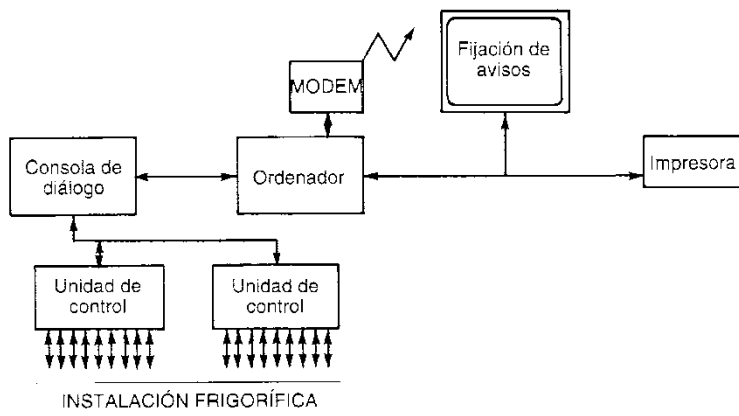 Fijación de
avisos
MODEM
Consola de
diálogo
Ordenador
Impresora
Unidad de
control
Unidad de
control
INSTALACIÓN FRIGORÍFICA